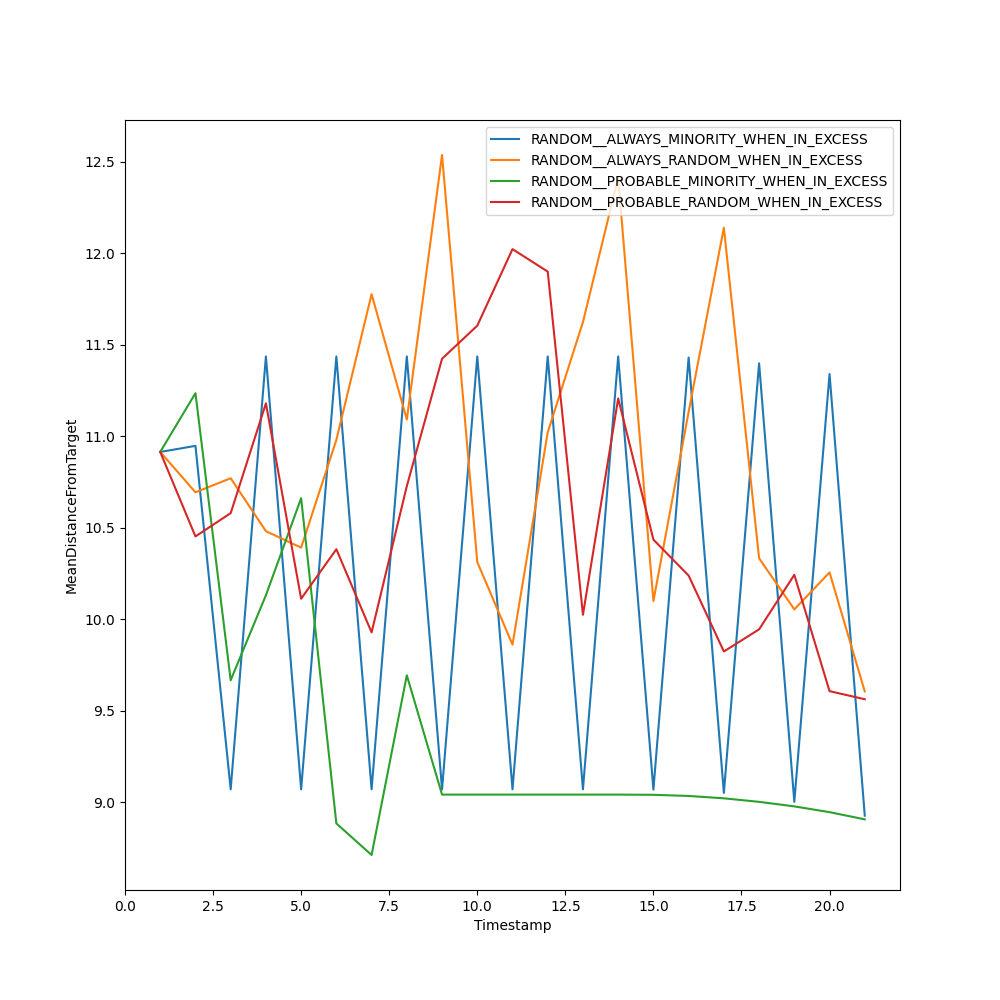 RANDOM__ALWAYS_MINORITY_WHEN_IN_EXCESS
RANDOM__ALWAYS_RANDOM_WHEN_IN_EXCESS
RANDOM__PROBABLE_MINORITY_WHEN_IN_EXCESS
RANDOM__PROBABLE_RANDOM_WHEN_IN_EXCESS
MeanDistanceFromTarget
12.5
12.0
11.5
11.0
10.5
10.0
9.5
9.0
0.0 2.5 5.0 7.5 10.0 12.5 15.0 17.5 20.0
Timestamp